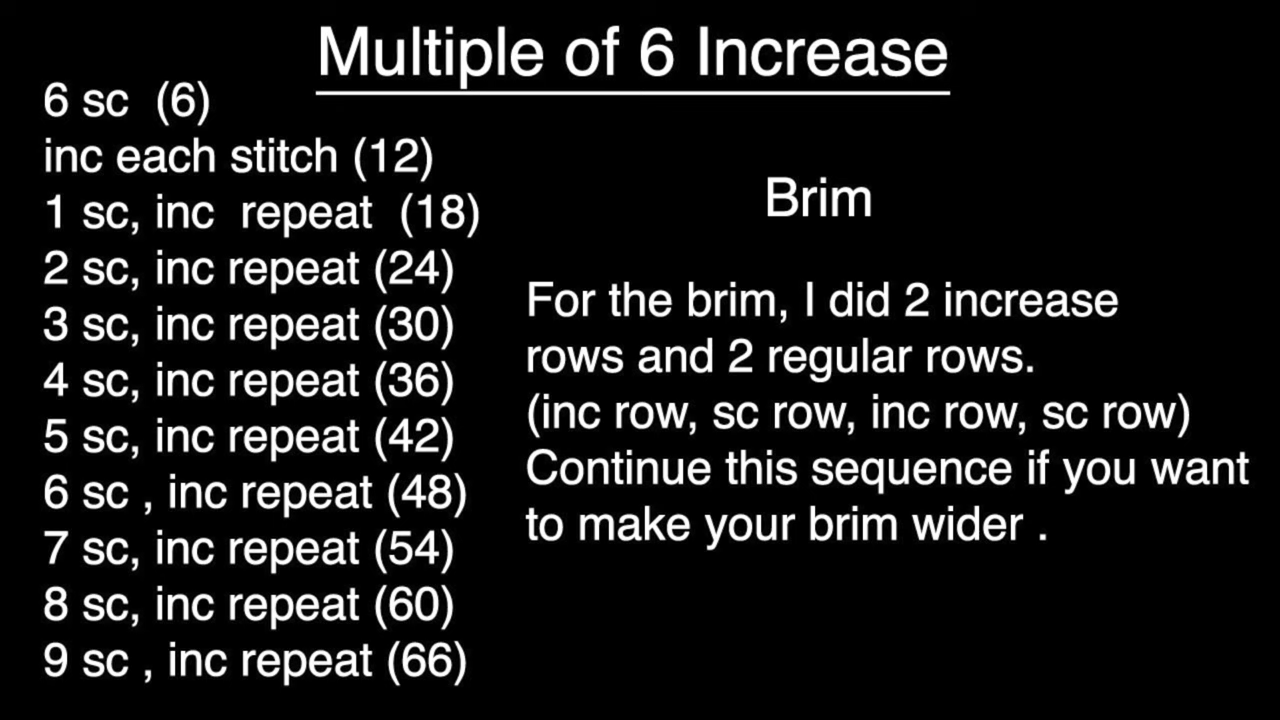 Multiple of 6 Increase
6 sc (6)
inc each stitch (12)
1 sc, inc repeat (18)
2 sc, inc repeat (24)
3 sc, inc repeat (30)
4 sc, inc repeat (36)
5 sc, inc repeat (42)
6 sc , inc repeat (48)
7 sc, inc repeat (54)
8 sc, inc repeat (60)
9 sc , inc repeat (66)
Brim
For the brim, I did 2 increase
rows and 2 regular rows.
(inc row, sc row, inc row, sc row)
Continue this sequence if you want
to make your brim wider .